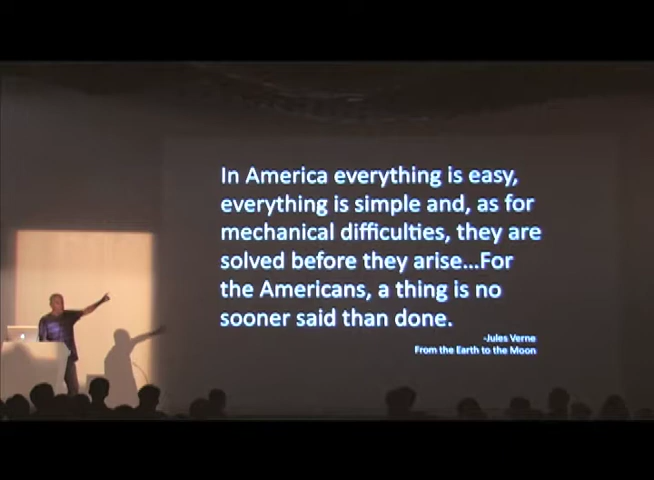 In America everything is easy,
everything is simple and, as for
mechanical difficulties, they are
solved before they arise...For
the Americans, a thing is no
sooner said than done.
-Jules Verne
From the Earth to the Moon